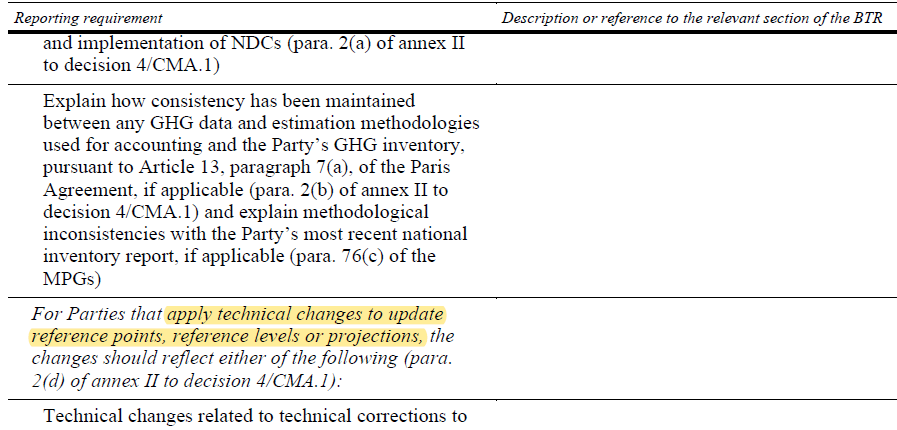 Reporting requirement Description or reference to the relevant section of the BTR
and implementation of NDCs (para. 2(a) of annex II
to decision 4/CMA.1)
Explain how consistency has been maintained
between any GHG data and estimation methodologies
used for accounting and the Party’s GHG inventory,
pursuant to Article 13, paragraph 7(a), of the Paris
Agreement, if applicable (para. 2(b) of annex II to
decision 4/CMA.1) and explain methodological
inconsistencies with the Party’s most recent national
inventory report, if applicable (para. 76(c) of the
MPGs)
For Parties that apply technical changes to update
reference points, reference levels or projections, the
changes should reflect either of the following (para.
2(d) of annex II to decision 4/CMA.1):
Technical changes related to technical corrections to